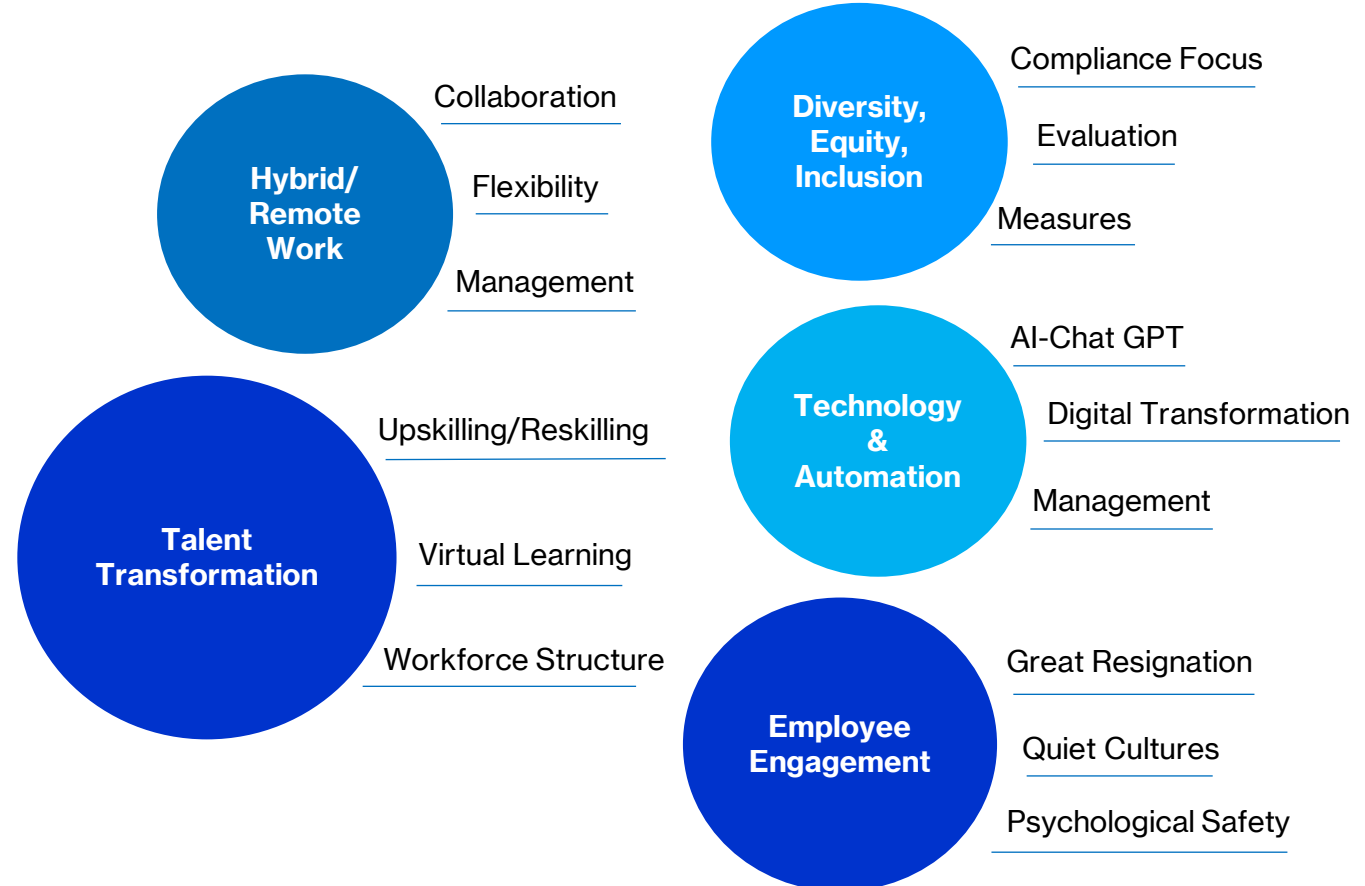 Hybrid/
Remote
Work
Collaboration
Flexibility
Management
Diversity,
Equity,
Inclusion
Compliance Focus
Evaluation
Measures
Talent
Transformation
Upskilling/Reskilling
Virtual Learning
Workforce Structure
Technology
&
Automation
AI-Chat GPT
Digital Transformation
Management
Employee
Engagement
Great Resignation
Quiet Cultures
Psychological Safety